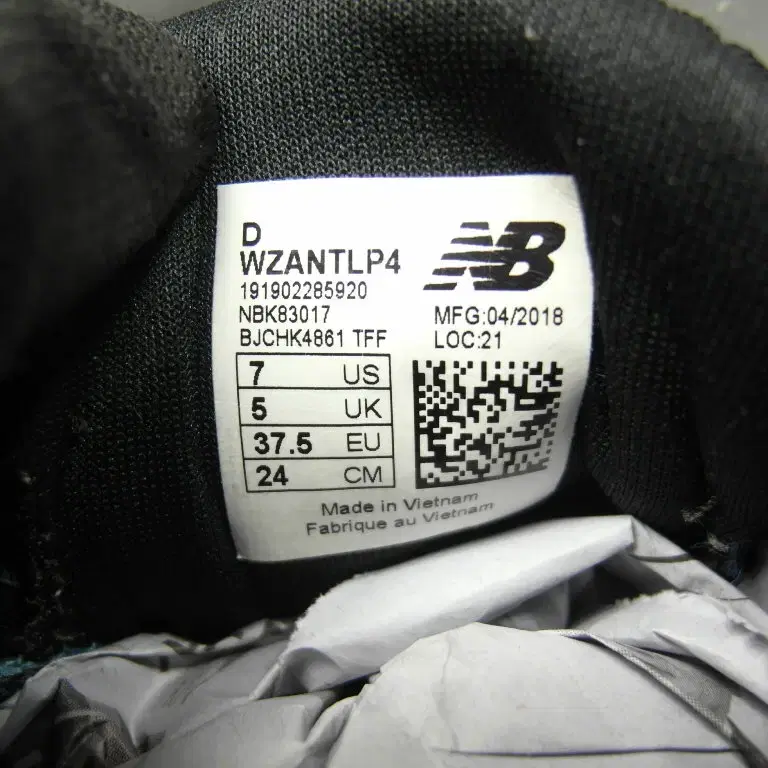 D
WZANTLP4
NB
191902285920
NBK83017
MFG:04/2018
BJCHK4861 TFF
LOC:21
7 US
5 UK
37.5 EU
24 CM
Made in Vietnam
Fabrique au Vietnam